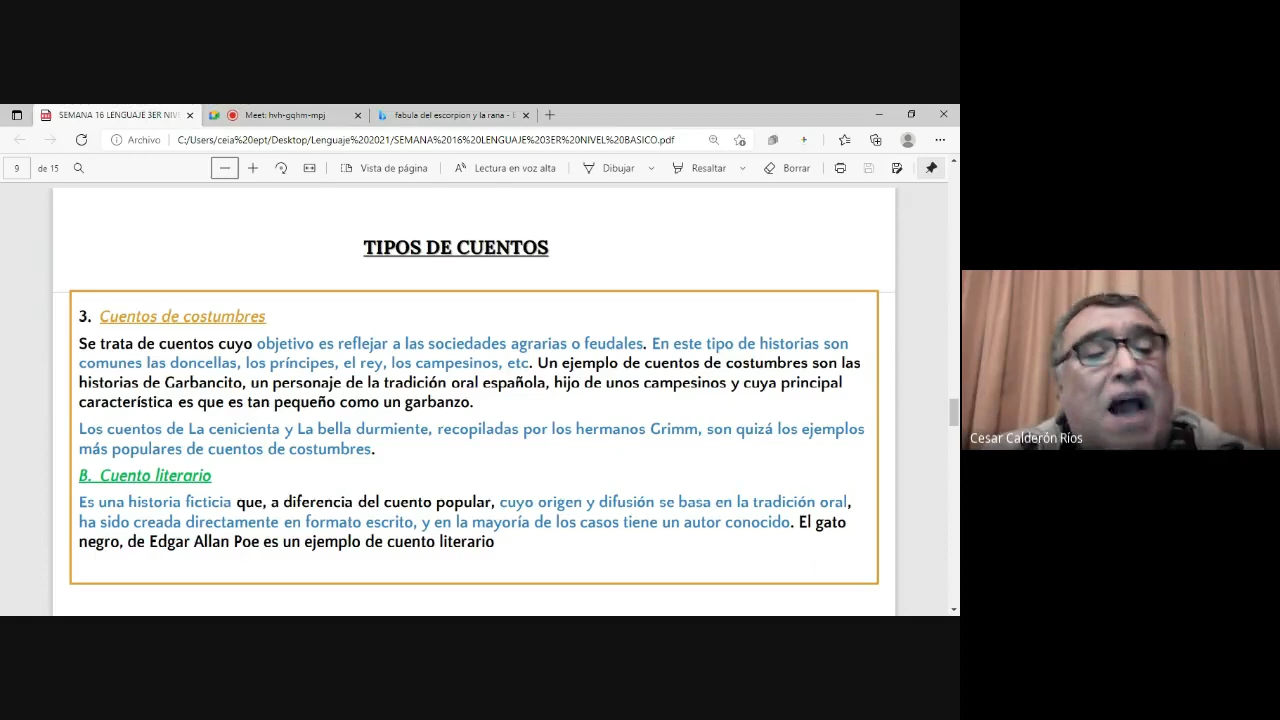 SEMANA 16 LENGUAJE 3ER NIV
Meet: hvh-gqhm-mpj
fabula del escorpion y la rana -
Archivo
C:/Users/ceia%20ept/Desktop/Lenguaje%202021/SEMANA%2016%20LENGUAJE%203ER%20NIVEL%20BASICO.pdf
9 de 15
Vista de página
Lectura en voz alta
Dibujar
Resaltar
Borrar
TIPOS DE CUENTOS
3. Cuentos de costumbres
Se trata de cuentos cuyo objetivo es reflejar a las sociedades agrarias o feudales. En este tipo de historias son
comunes las doncellas, los príncipes, el rey, los campesinos, etc. Un ejemplo de cuentos de costumbres son las
historias de Garbancito, un personaje de la tradición oral española, hijo de unos campesinos y cuya principal
característica es que es tan pequeño como un garbanzo.
Los cuentos de La cenicienta y La bella durmiente, recopiladas por los hermanos Grimm, son quizá los ejemplos
más populares de cuentos de costumbres.
B. Cuento literario
Es una historia ficticia que, a diferencia del cuento popular, cuyo origen y difusión se basa en la tradición oral,
ha sido creada directamente en formato escrito, y en la mayoría de los casos tiene un autor conocido. El gato
negro, de Edgar Allan Poe es un ejemplo de cuento literario
Cesar Calderón Ríos